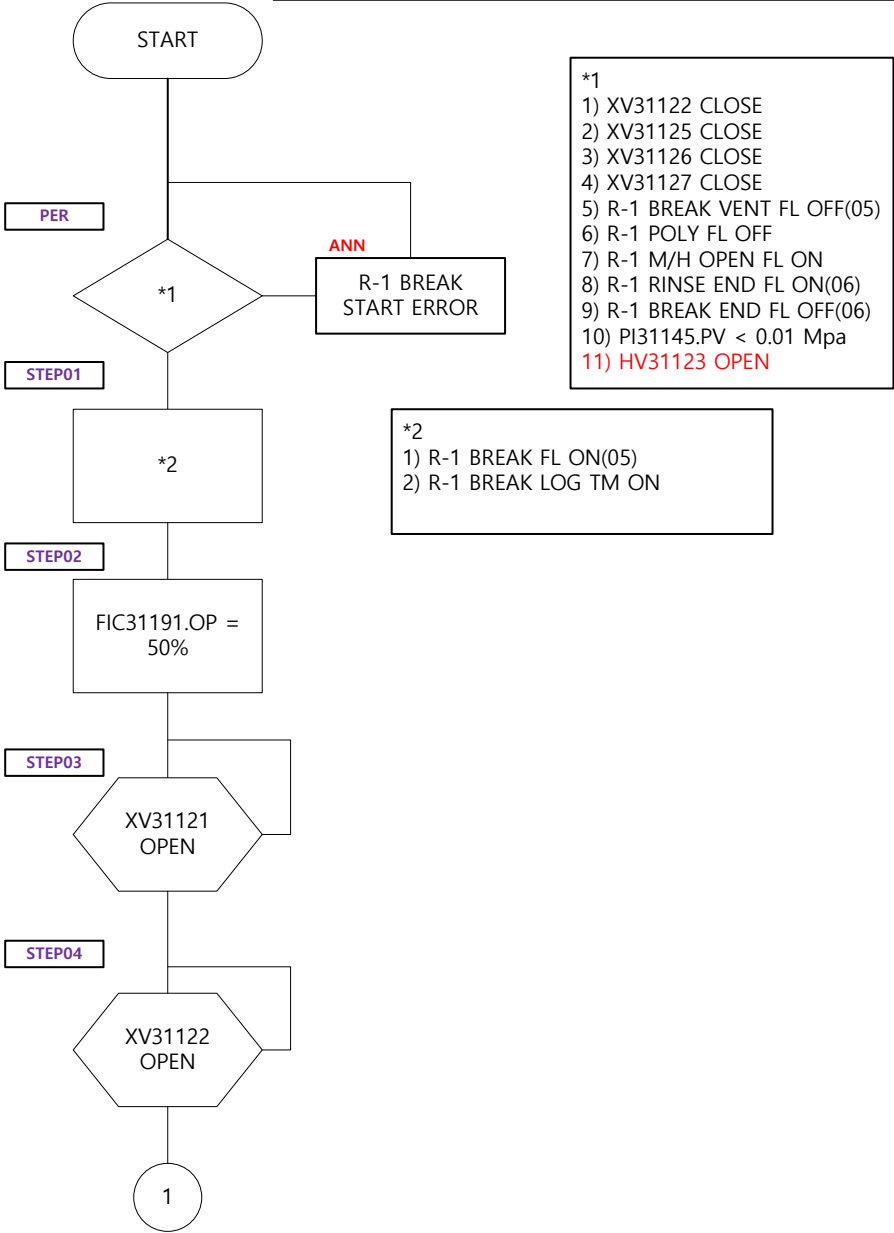 START
*1
1) XV31122 CLOSE
2) XV31125 CLOSE
3) XV31126 CLOSE
4) XV31127 CLOSE
5) R-1 BREAK VENT FL OFF(05)
6) R-1 POLY FL OFF
7) R-1 M/H OPEN FL ON
8) R-1 RINSE END FL ON(06)
9) R-1 BREAK END FL OFF(06)
10) PI31145.PV < 0.01 Mpa
11) HV31123 OPEN
PER
ANN
*1
R-1 BREAK
START ERROR
STEP01
*2
*2
1) R-1 BREAK FL ON(05)
2) R-1 BREAK LOG TM ON
STEP02
FIC31191.OP =
50%
STEP03
XV31121
OPEN
STEP04
XV31122
OPEN
1